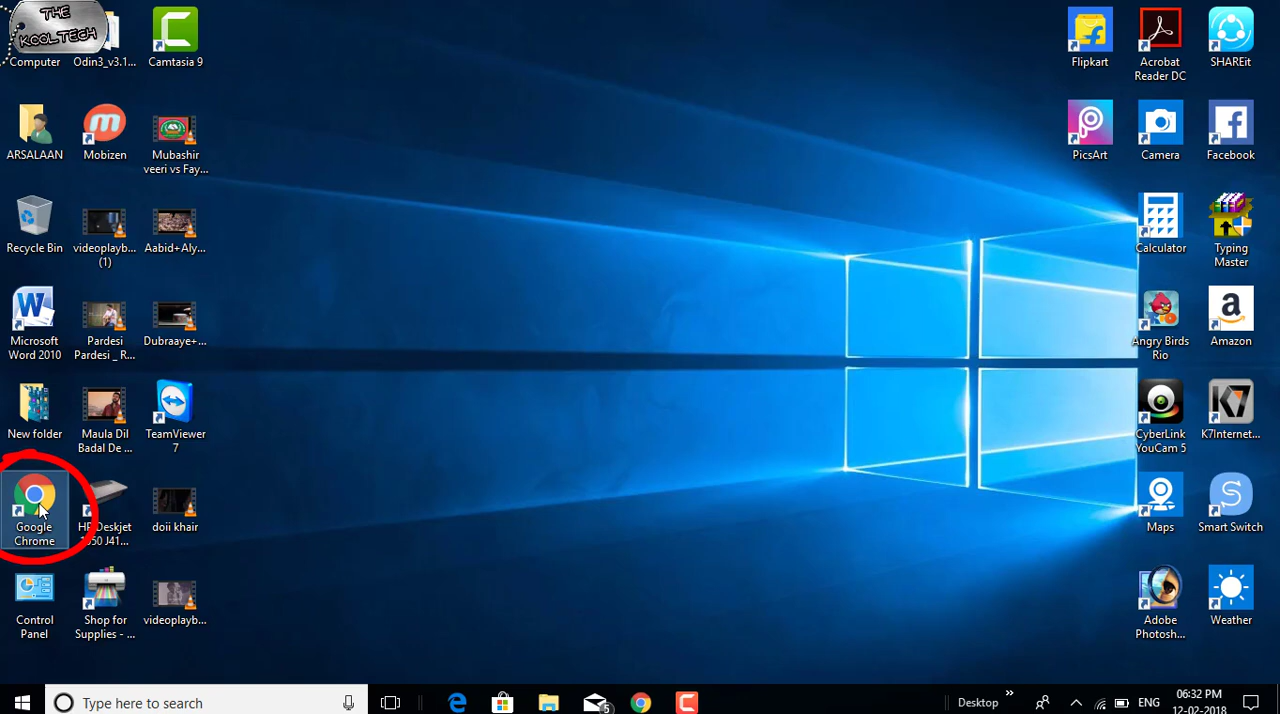 THE
KOOLTECH
Computer
Odin3_v3.1...
Camtasia 9
ARSALAAN
Mobizen
Mubashir
veeri vs Fay...
Recycle Bin
videoplayb...
(1)
Aabid+Aly...
Microsoft
Word 2010
Pardesi
Pardesi _ R...
Dubraaye+...
New folder
Maula Dil
Badal De ...
TeamViewer
7
Google
Chrome
HP Deskjet
1050 J41...
doii khair
Control
Panel
Shop for
Supplies - ...
videoplayb...
Flipkart
Acrobat
Reader DC
SHAREit
PicsArt
Camera
Facebook
Calculator
Typing
Master
Angry Birds
Rio
Amazon
CyberLink
YouCam 5
K7Internet...
Maps
Smart Switch
Adobe
Photosh...
Weather
Type here to search
5
Desktop
ENG
06:32 PM
12-02-2018